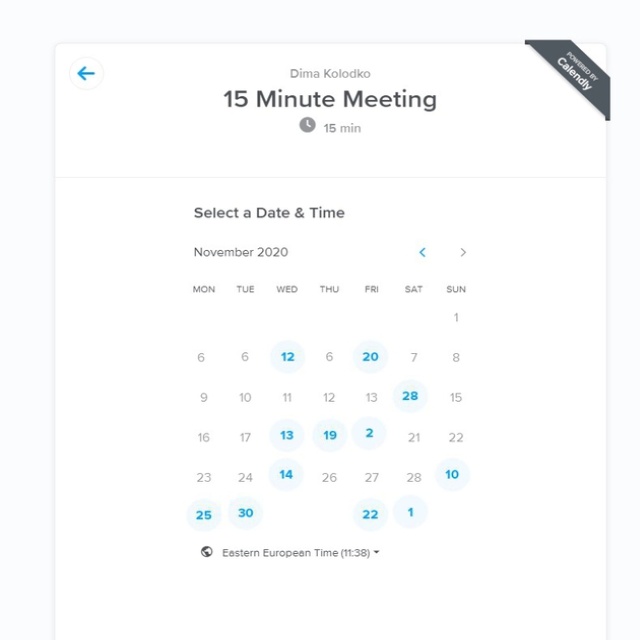 POWERED BY
Calendly
Dima Kolodko
15 Minute Meeting
15 min
Select a Date & Time
November 2020
MON TUE WED THU FRI SAT SUN
1
6 6 12 6 20 7 8
9 10 11 12 13 28 15
16 17 13 19 2 21 22
23 24 14 26 27 28 10
25 30 22 1
Eastern European Time (11:38)